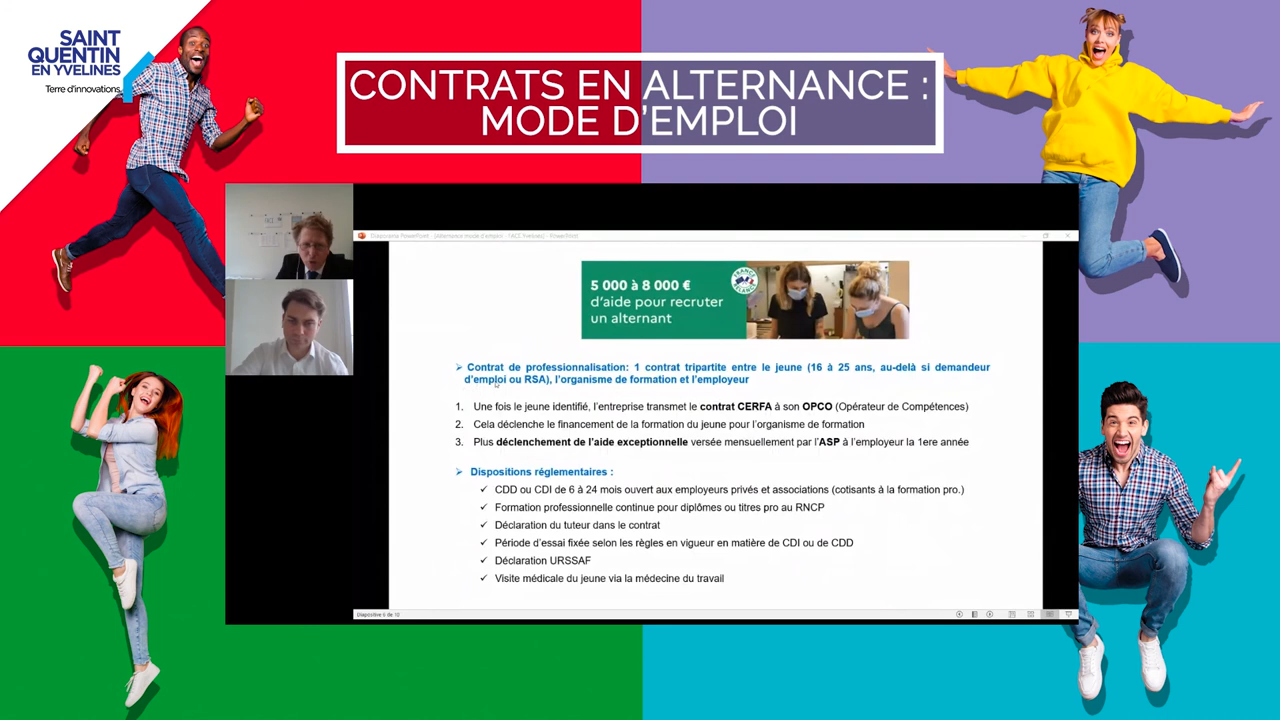 SAINT
QUENTIN
EN YVELINES
Terre d'innovations
CONTRATS EN ALTERNANCE :
MODE D'EMPLOI
5 000 à 8 000 €
d'aide pour recruter
un alternant
➢ Contrat de professionnalisation: 1 contrat tripartite entre le jeune (16 à 25 ans, au-delà si demandeur
d'emploi ou RSA), l'organisme de formation et l'employeur
1. Une fois le jeune identifié, l'entreprise transmet le contrat CERFA à son OPCO (Opérateur de Compétences)
2. Cela déclenche le financement de la formation du jeune pour l'organisme de formation
3. Plus déclenchement de l'aide exceptionnelle versée mensuellement par l'ASP à l'employeur la 1ere année
➢ Dispositions réglementaires :
✓ CDD ou CDI de 6 à 24 mois ouvert aux employeurs privés et associations (cotisants à la formation pro.)
✓ Formation professionnelle continue pour diplômes ou titres pro au RNCP
✓ Déclaration du tuteur dans le contrat
✓ Période d'essai fixée selon les règles en vigueur en matière de CDI ou de CDD
✓ Déclaration URSSAF
✓ Visite médicale du jeune via la médecine du travail
Diapositive 6 de 10